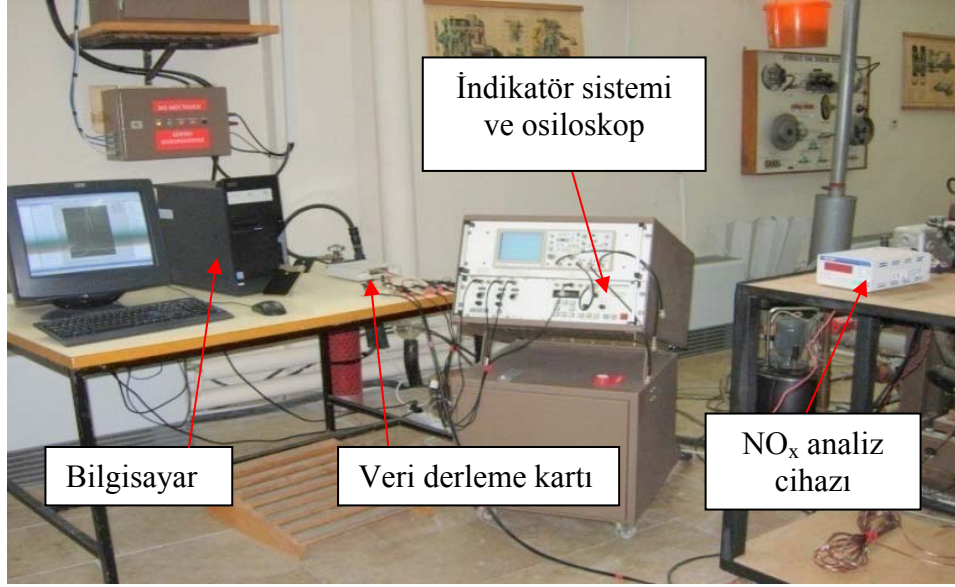 İndikatör sistemi
ve osiloskop
Bilgisayar
Veri derleme kartı
NOₓ analiz
cihazı